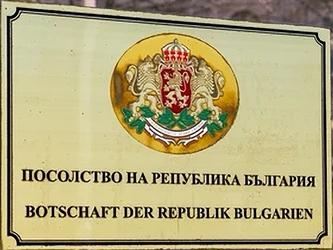 ПОСОЛСТВО НА РЕПУБЛИКА БЪЛГАРИЯ
BOTSCHAFT DER REPUBLIK BULGARIEN